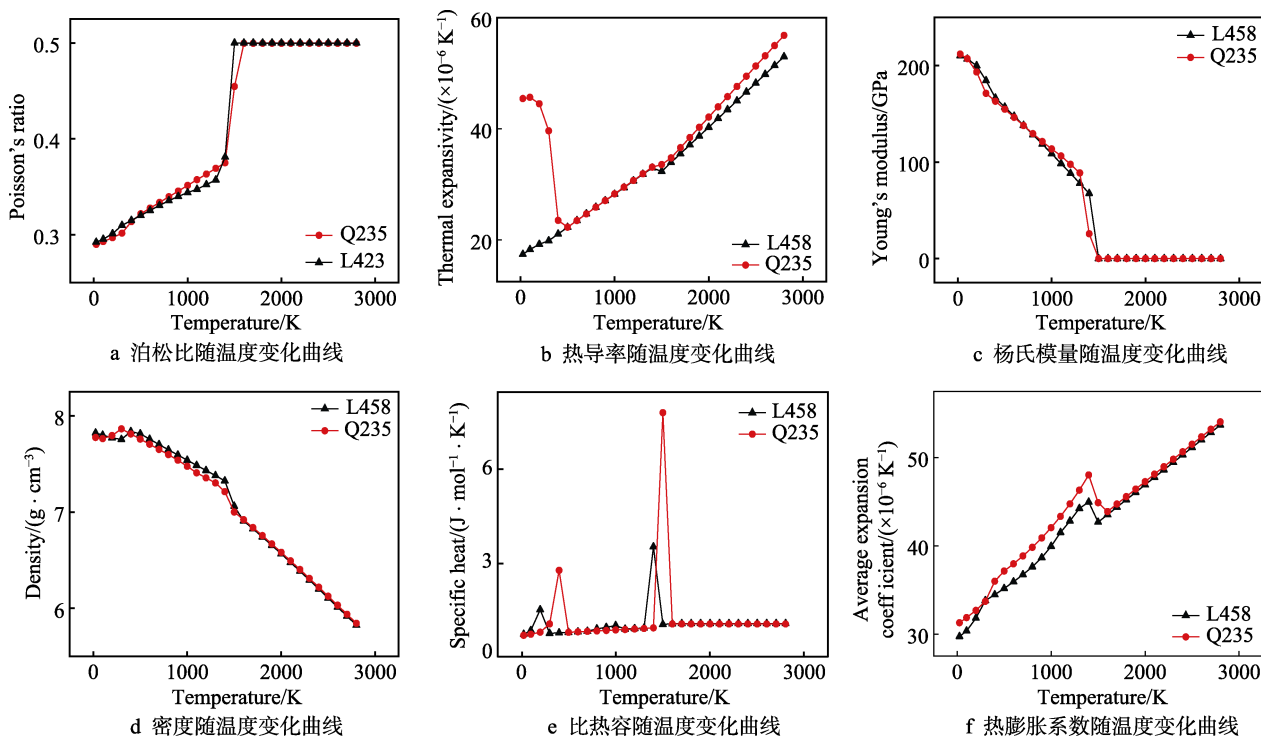 0.5
0.4
0.3
Poisson's ratio
Q235
L423
0
1000
2000
3000
Temperature/K
a 泊松比随温度变化曲线
60
40
20
Thermal expansivity/(×10⁻⁶ K⁻¹)
L458
Q235
0
1000
2000
3000
Temperature/K
b 热导率随温度变化曲线
200
100
0
Young's modulus/GPa
L458
Q235
0
1000
2000
3000
Temperature/K
c 杨氏模量随温度变化曲线
8
7
6
Density/(g · cm⁻³)
L458
Q235
0
1000
2000
3000
Temperature/K
d 密度随温度变化曲线
6
3
0
Specific heat/(J · mol⁻¹ · K⁻¹)
L458
Q235
0
1000
2000
3000
Temperature/K
e 比热容随温度变化曲线
50
40
30
Average expansion
coeff icient/(×10⁻⁶ K⁻¹)
L458
Q235
0
1000
2000
3000
Temperature/K
f 热膨胀系数随温度变化曲线